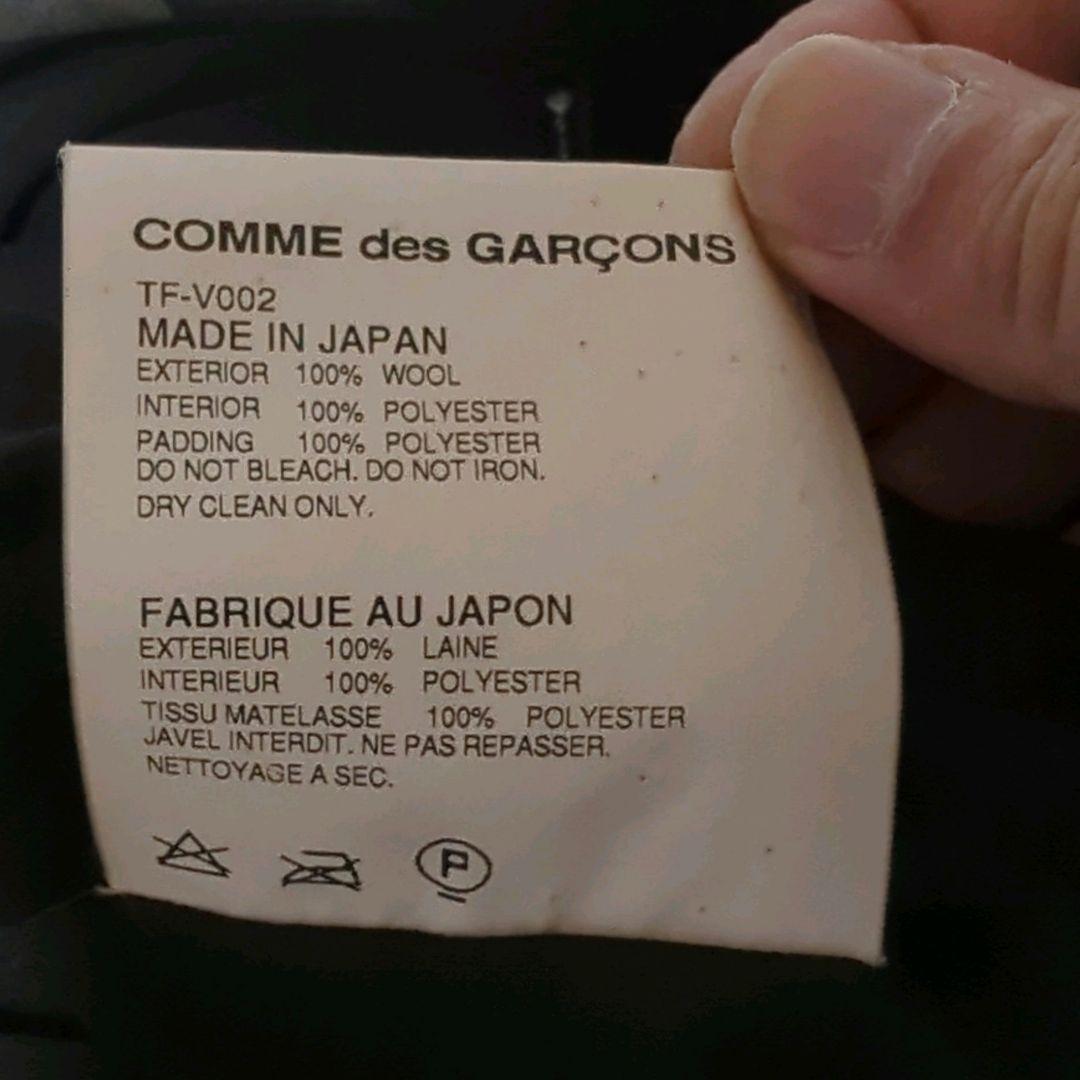 COMME des GARÇONS
TF-V002
MADE IN JAPAN
EXTERIOR 100% WOOL
INTERIOR 100% POLYESTER
PADDING 100% POLYESTER
DO NOT BLEACH. DO NOT IRON.
DRY CLEAN ONLY.
FABRIQUE AU JAPON
EXTERIEUR 100% LAINE
INTERIEUR 100% POLYESTER
TISSU MATELASSE 100% POLYESTER
JAVEL INTERDIT. NE PAS REPASSER.
NETTOYAGE A SEC.
P